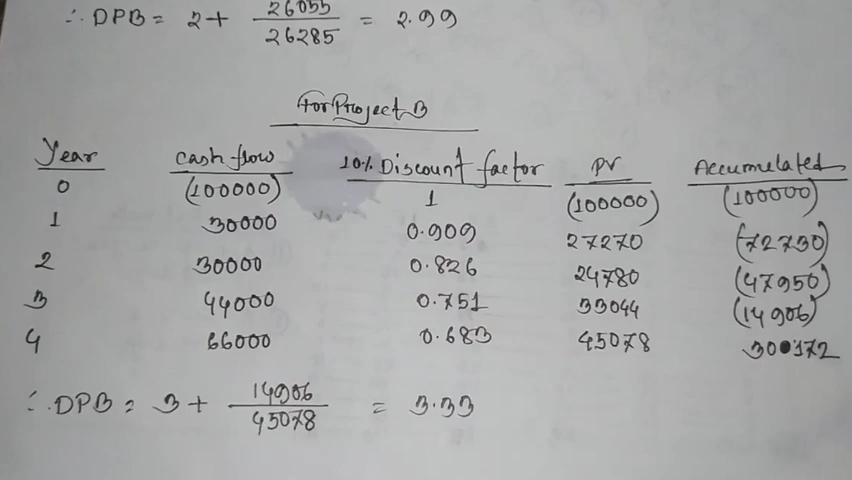 ∴ DPB = 2 + 26055/26285 = 2.99
For Project B
Year Cash flow 10% Discount factor PV Accumulated
0 (100000) 1 (100000) (100000)
1 30000 0.909 27270 (72730)
2 30000 0.826 24780 (47950)
3 44000 0.751 33044 (14906)
4 66000 0.683 45078 300172
∴ DPB = 3 + 14906/45078 = 3.33